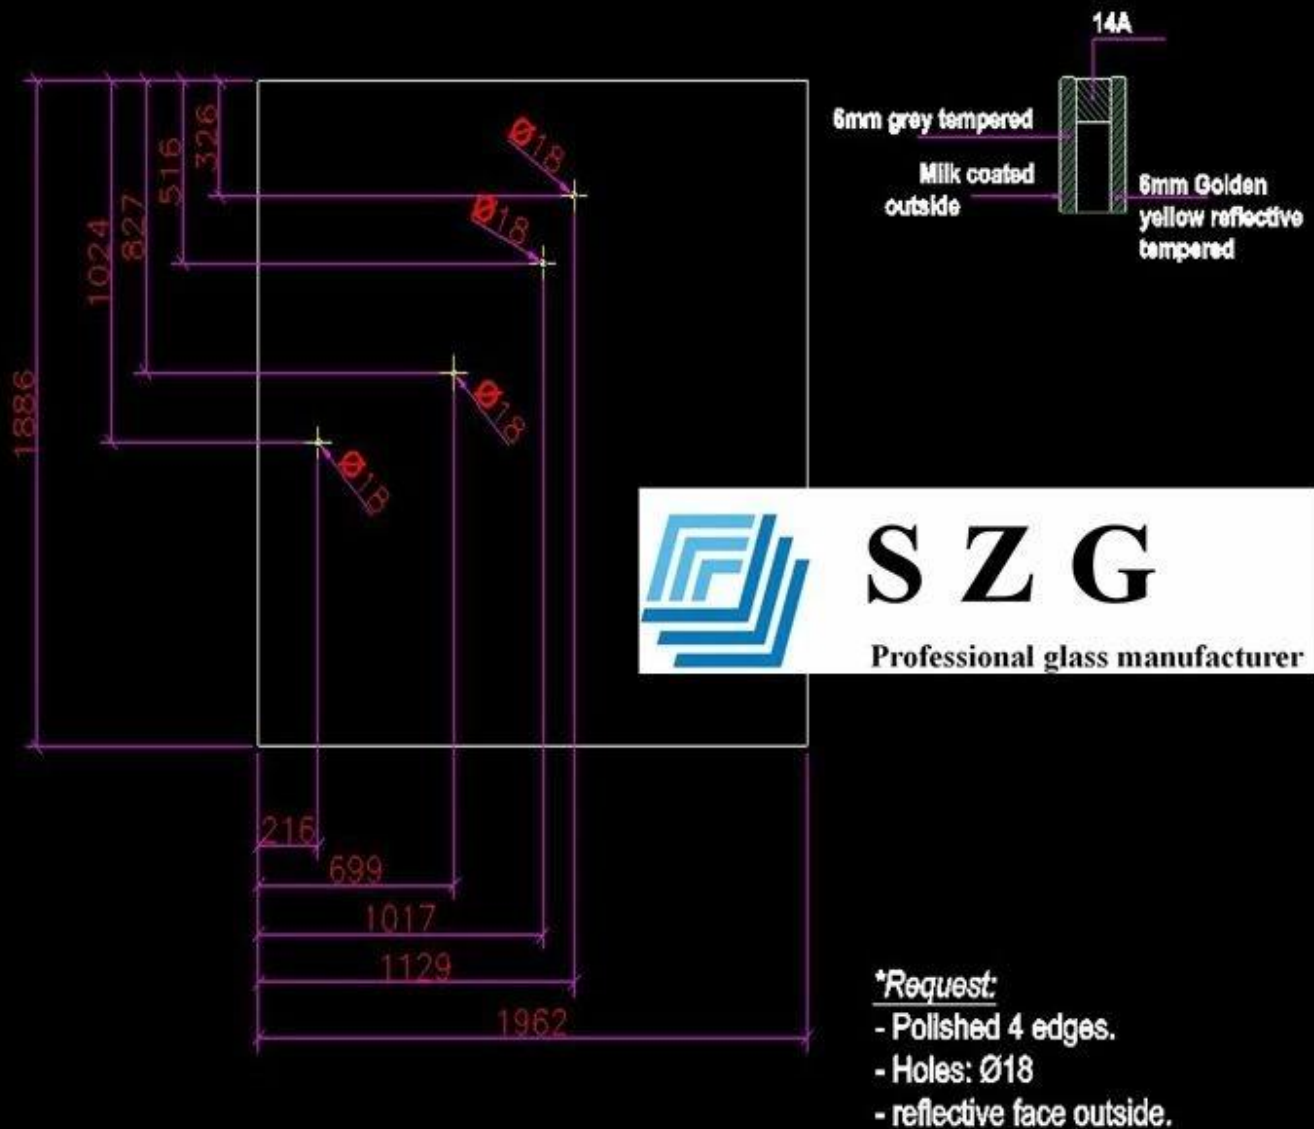 14A
6mm grey tempered
Milk coated
outside
6mm Golden
yellow reflective
tempered
326
516
827
1024
1886
Ø18
Ø18
Ø18
Ø18
S Z G
Professional glass manufacturer
216
699
1017
1129
1962
*Request:
- Polished 4 edges.
- Holes: Ø18
- reflective face outside.